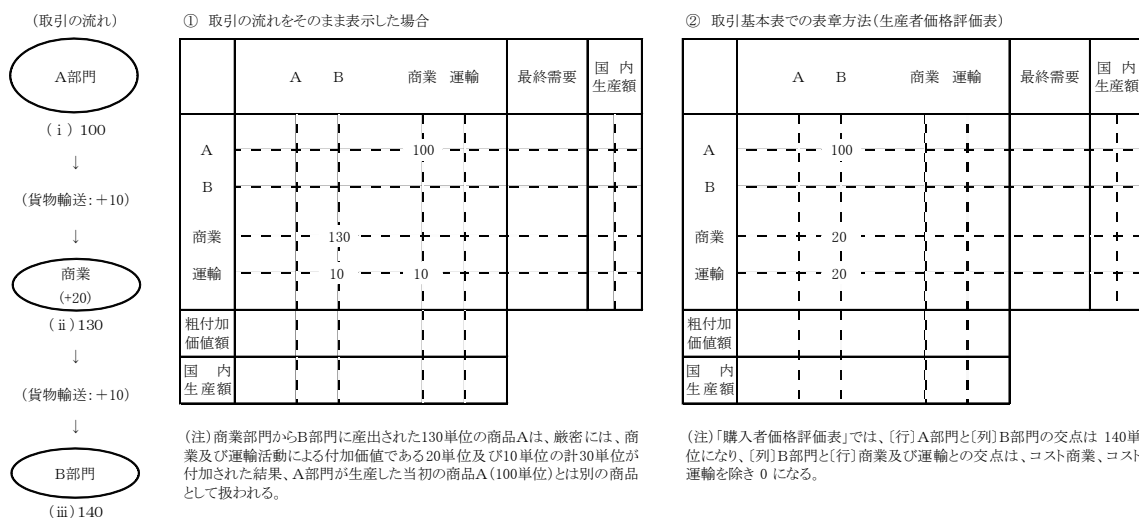 (取引の流れ)
A部門
(ⅰ) 100
↓
(貨物輸送:+10)
↓
商業
(+20)
(ⅱ)130
↓
(貨物輸送:+10)
↓
B部門
(ⅲ)140
① 取引の流れをそのまま表示した場合
A B 商業 運輸 最終需要 国 内
生産額
A 100
B
商業 130
運輸 10 10
粗付加
価値額
国 内
生産額
(注)商業部門からB部門に産出された130単位の商品Aは、厳密には、商
業及び運輸活動による付加価値である20単位及び10単位の計30単位が
付加された結果、A部門が生産した当初の商品A(100単位)とは別の商品
として扱われる。
② 取引基本表での表章方法(生産者価格評価表)
A B 商業 運輸 最終需要 国 内
生産額
A 100
B
商業 20
運輸 20
粗付加
価値額
国 内
生産額
(注)「購入者価格評価表」では、〔行〕A部門と〔列〕B部門の交点は 140単
位になり、〔列〕B部門と〔行〕商業及び運輸との交点は、コスト商業、コスト
運輸を除き 0 になる。